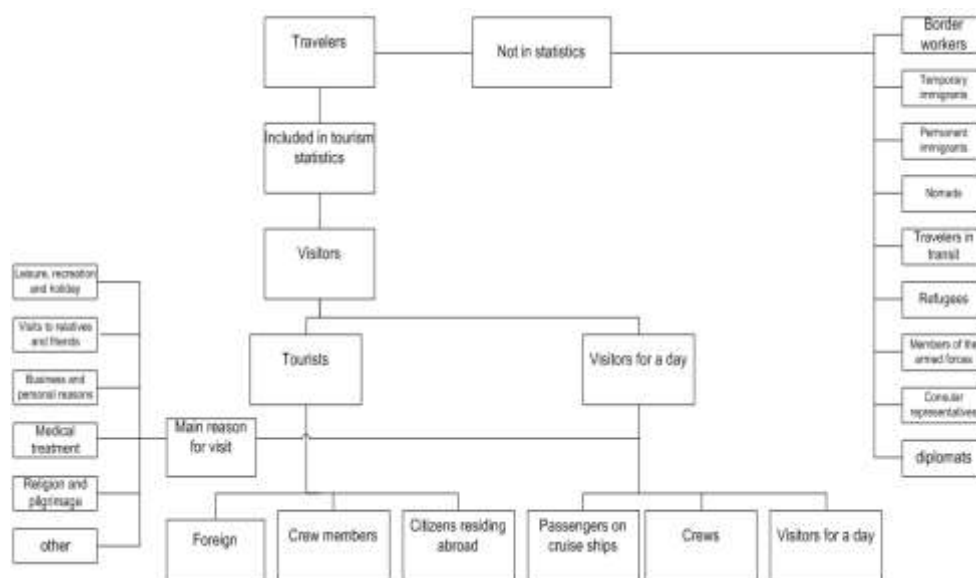 Travelers
Not in statistics
Border
workers
Temporary
immigrants
Permanent
immigrants
Nomads
Travelers in
transit
Refugees
Members of the
armed forces
Consular
representatives
diplomats
Included in tourism
statistics
Visitors
Tourists
Visitors for a day
Leisure, recreation
and holiday
Visits to relatives
and friends
Business and
personal reasons
Medical
treatment
Religion and
pilgrimage
other
Main reason
for visit
Foreign
Crew members
Citizens residing
abroad
Passengers on
cruise ships
Crews
Visitors for a day